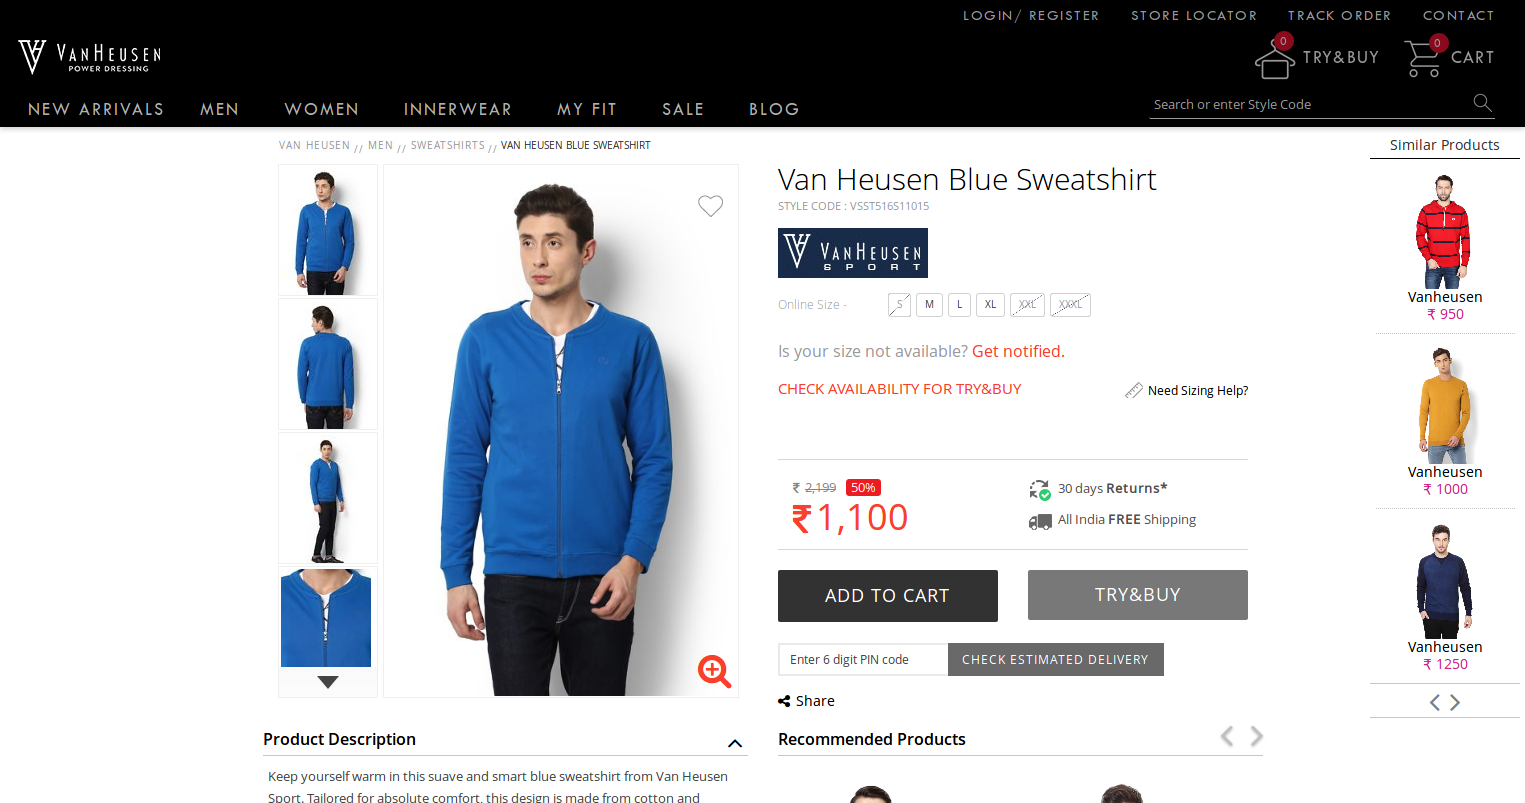 LOGIN/ REGISTER STORE LOCATOR TRACK ORDER CONTACT
VANHEUSEN
POWER DRESSING
0
TRY&BUY
0
CART
NEW ARRIVALS MEN WOMEN INNERWEAR MY FIT SALE BLOG
Search or enter Style Code
VAN HEUSEN // MEN // SWEATSHIRTS // VAN HEUSEN BLUE SWEATSHIRT
Van Heusen Blue Sweatshirt
STYLE CODE : VSST516S11015
VANHEUSEN
SPORT
Online Size - S M L XL XXL XXXL
Is your size not available? Get notified.
CHECK AVAILABILITY FOR TRY&BUY
Need Sizing Help?
₹ 2,199 50%
₹1,100
30 days Returns*
All India FREE Shipping
ADD TO CART
TRY&BUY
Enter 6 digit PIN code
CHECK ESTIMATED DELIVERY
Share
Similar Products
Vanheusen
₹ 950
Vanheusen
₹ 1000
Vanheusen
₹ 1250
Product Description
Keep yourself warm in this suave and smart blue sweatshirt from Van Heusen
Sport. Tailored for absolute comfort, this design is made from cotton and
Recommended Products